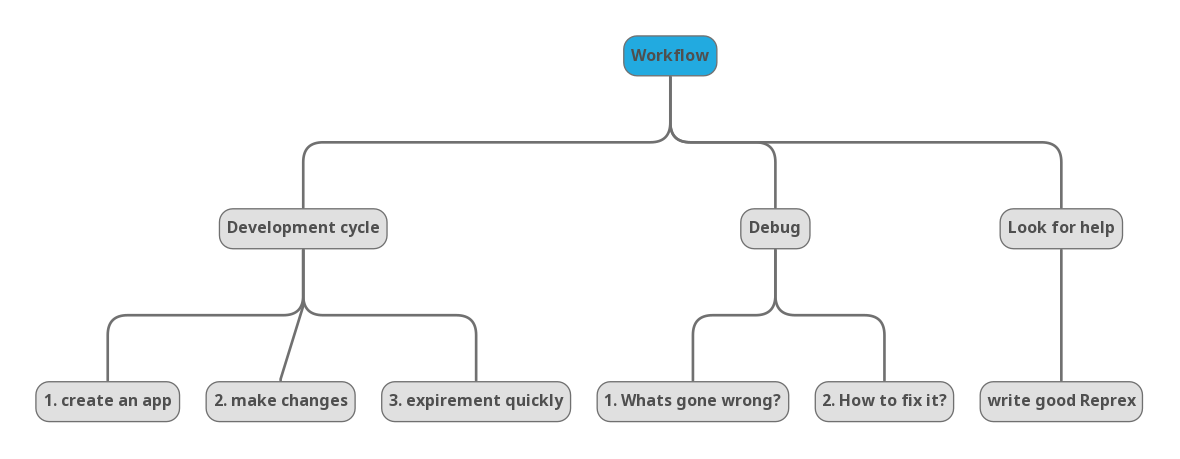 Workflow
Development cycle
Debug
Look for help
1. create an app
2. make changes
3. expirement quickly
1. Whats gone wrong?
2. How to fix it?
write good Reprex